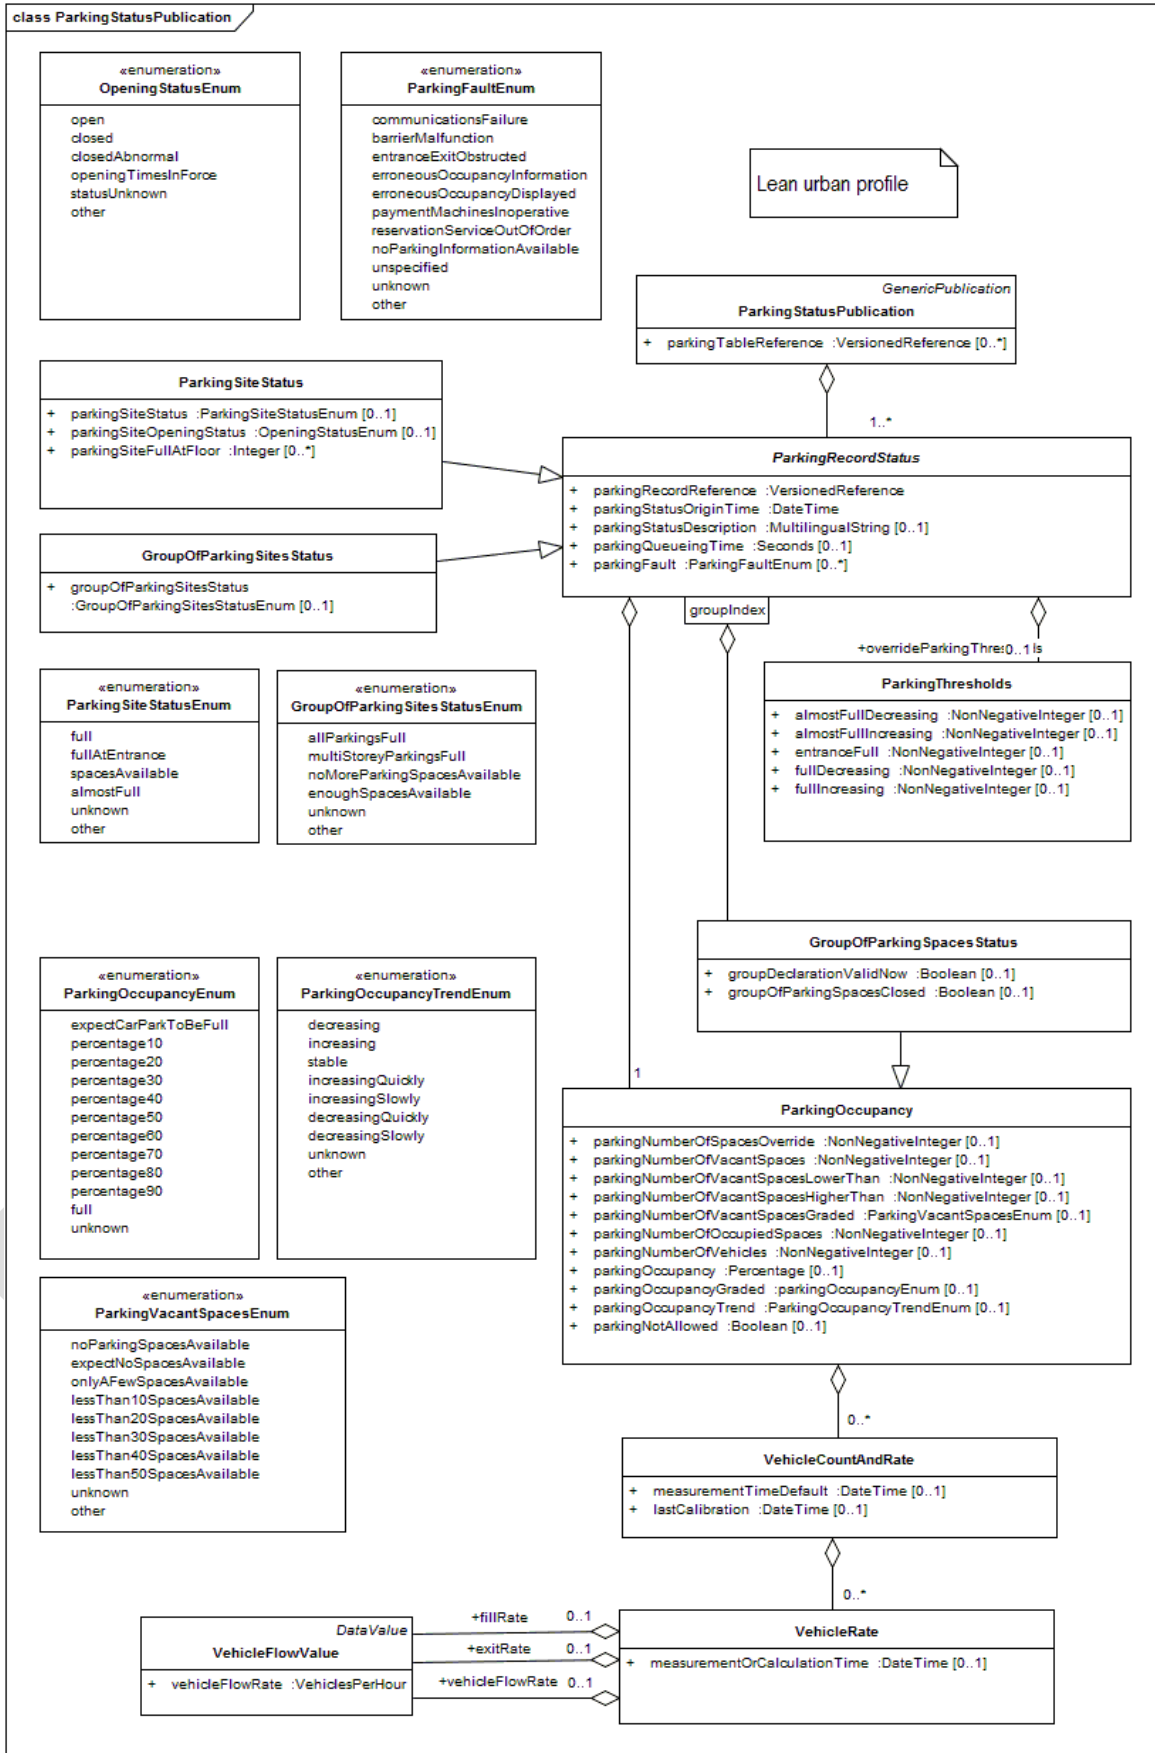 class ParkingStatusPublication
«enumeration»
OpeningStatusEnum
open
closed
closedAbnormal
openingTimesInForce
statusUnknown
other
«enumeration»
ParkingFaultEnum
communicationsFailure
barrierMalfunction
entranceExitObstructed
erroneousOccupancyInformation
erroneousOccupancyDisplayed
paymentMachinesInoperative
reservationServiceOutOfOrder
noParkingInformationAvailable
unspecified
unknown
other
Lean urban profile
GenericPublication
ParkingStatusPublication
+ parkingTableReference :VersionedReference [0..*]
1..*
ParkingSiteStatus
+ parkingSiteStatus :ParkingSiteStatusEnum [0..1]
+ parkingSiteOpeningStatus :OpeningStatusEnum [0..1]
+ parkingSiteFullAtFloor :Integer [0..*]
ParkingRecordStatus
+ parkingRecordReference :VersionedReference
+ parkingStatusOriginTime :DateTime
+ parkingStatusDescription :MultilingualString [0..1]
+ parkingQueueingTime :Seconds [0..1]
+ parkingFault :ParkingFaultEnum [0..*]
GroupOfParkingSitesStatus
+ groupOfParkingSitesStatus
:GroupOfParkingSitesStatusEnum [0..1]
groupIndex
0..1
ParkingThresholds
+ almostFullDecreasing :NonNegativeInteger [0..1]
+ almostFullIncreasing :NonNegativeInteger [0..1]
+ entranceFull :NonNegativeInteger [0..1]
+ fullDecreasing :NonNegativeInteger [0..1]
+ fullIncreasing :NonNegativeInteger [0..1]
«enumeration»
ParkingSiteStatusEnum
full
fullAtEntrance
spacesAvailable
almostFull
unknown
other
«enumeration»
GroupOfParkingSitesStatusEnum
allParkingsFull
multiStoreyParkingsFull
noMoreParkingSpacesAvailable
enoughSpacesAvailable
unknown
other
GroupOfParkingSpacesStatus
+ groupDeclarationValidNow :Boolean [0..1]
+ groupOfParkingSpacesClosed :Boolean [0..1]
«enumeration»
ParkingOccupancyEnum
expectCarParkToBeFull
percentage10
percentage20
percentage30
percentage40
percentage50
percentage60
percentage70
percentage80
percentage90
full
unknown
«enumeration»
ParkingOccupancyTrendEnum
decreasing
increasing
stable
increasingQuickly
increasingSlowly
decreasingQuickly
decreasingSlowly
unknown
other
1
ParkingOccupancy
+ parkingNumberOfSpacesOverride :NonNegativeInteger [0..1]
+ parkingNumberOfVacantSpaces :NonNegativeInteger [0..1]
+ parkingNumberOfVacantSpacesLowerThan :NonNegativeInteger [0..1]
+ parkingNumberOfVacantSpacesHigherThan :NonNegativeInteger [0..1]
+ parkingNumberOfVacantSpacesGraded :ParkingVacantSpacesEnum [0..1]
+ parkingNumberOfOccupiedSpaces :NonNegativeInteger [0..1]
+ parkingNumberOfVehicles :NonNegativeInteger [0..1]
+ parkingOccupancy :Percentage [0..1]
+ parkingOccupancyGraded :parkingOccupancyEnum [0..1]
+ parkingOccupancyTrend :ParkingOccupancyTrendEnum [0..1]
+ parkingNotAllowed :Boolean [0..1]
«enumeration»
ParkingVacantSpacesEnum
noParkingSpacesAvailable
expectNoSpacesAvailable
onlyAFewSpacesAvailable
lessThan10SpacesAvailable
lessThan20SpacesAvailable
lessThan30SpacesAvailable
lessThan40SpacesAvailable
lessThan50SpacesAvailable
unknown
other
0..*
VehicleCountAndRate
+ measurementTimeDefault :DateTime [0..1]
+ lastCalibration :DateTime [0..1]
0..*
DataValue
VehicleFlowValue
+ vehicleFlowRate :VehiclesPerHour
+fillRate 0..1
+exitRate 0..1
+vehicleFlowRate 0..1
VehicleRate
+ measurementOrCalculationTime :DateTime [0..1]